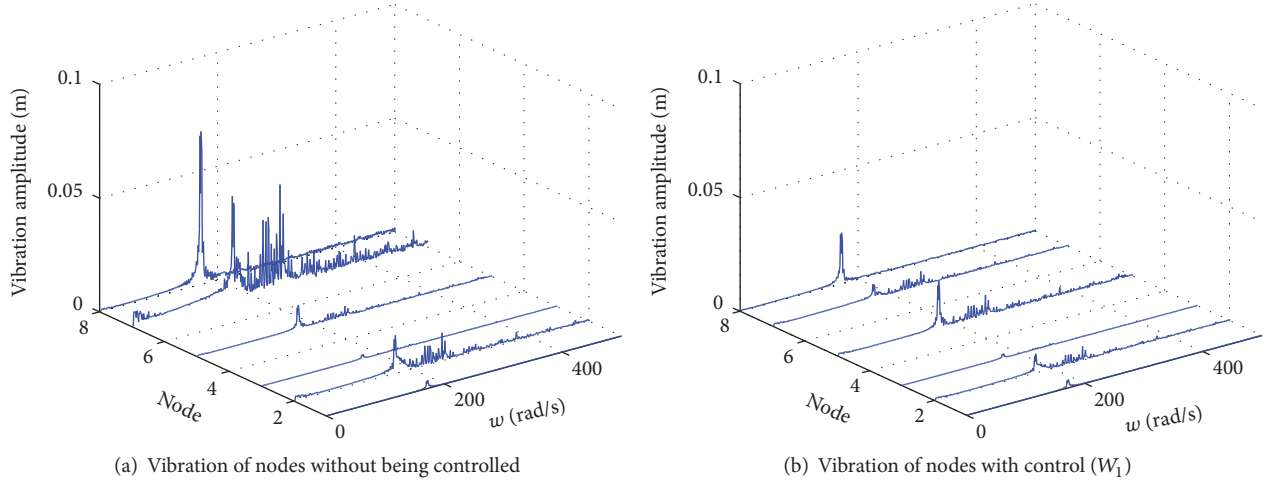 0.1
0.05
0
Vibration amplitude (m)
8
6
4
2
Node
0
200
400
w (rad/s)
(a) Vibration of nodes without being controlled
0.1
0.05
0
Vibration amplitude (m)
8
6
4
2
Node
0
200
400
w (rad/s)
(b) Vibration of nodes with control (W₁)